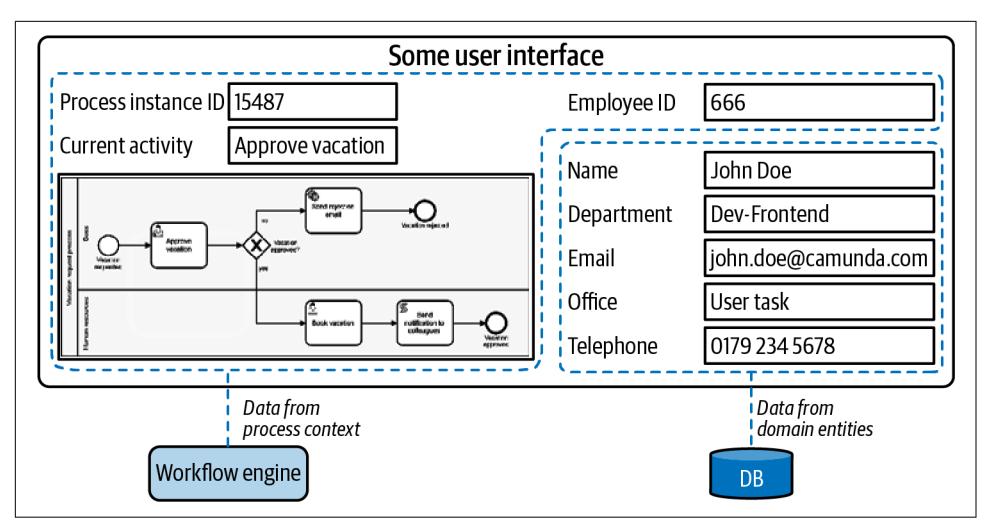 Some user interface
Process instance ID 15487
Employee ID 666
Current activity Approve vacation
Name John Doe
Department Dev-Frontend
Email john.doe@camunda.com
Office User task
Telephone 0179 234 5678
Vacation request process
Boss
Human resources
Vacation
requested
Approve
vacation
Vacation
approved?
no
yes
Send rejection
email
Vacation rejected
Book vacation
Send
notification to
colleagues
Vacation
approved
Data from
process context
Workflow engine
Data from
domain entities
DB